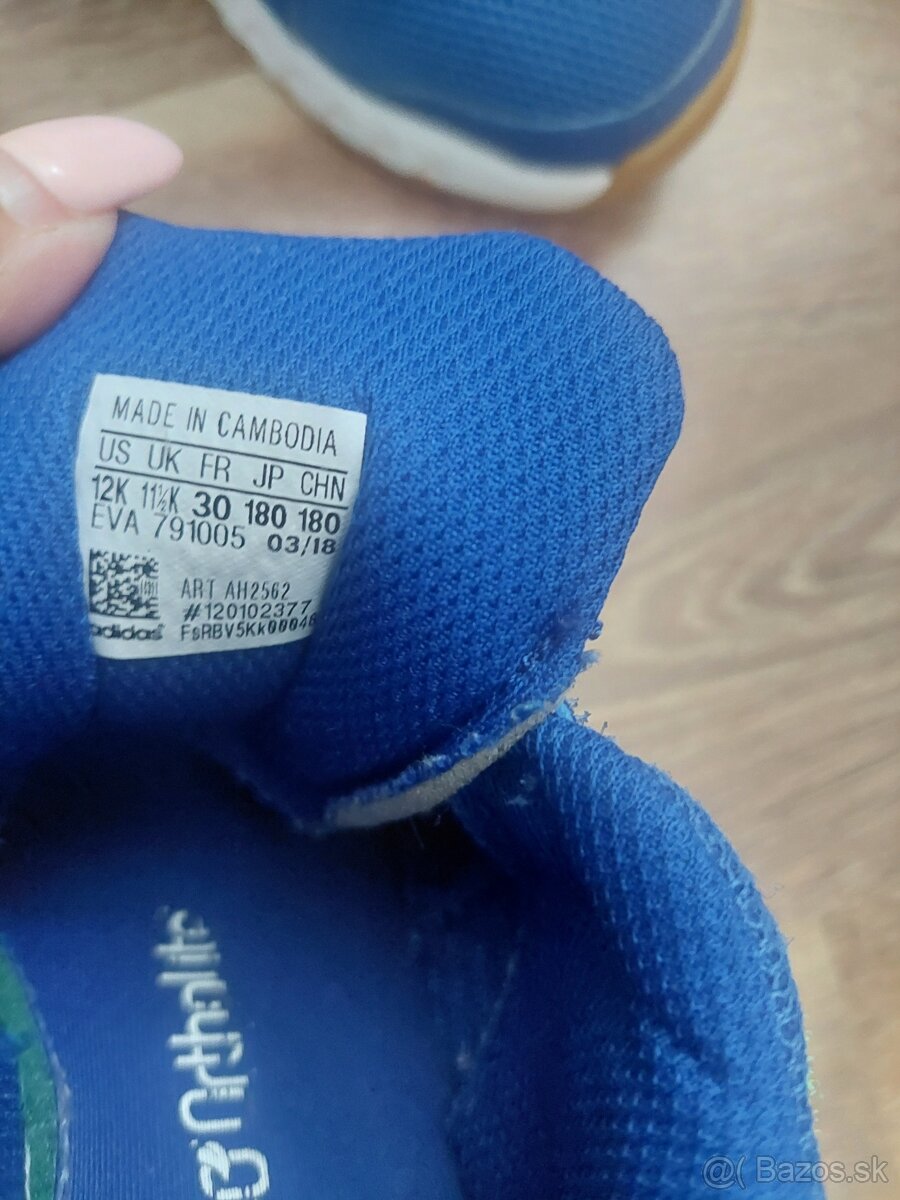 MADE IN CAMBODIA
US UK FR JP CHN
12K 11½K 30 180 180
EVA 791005 03/18
ART AH2562
#120102377
adidas FsRBV5Kk00046
Ortholite
@( Bazos.sk